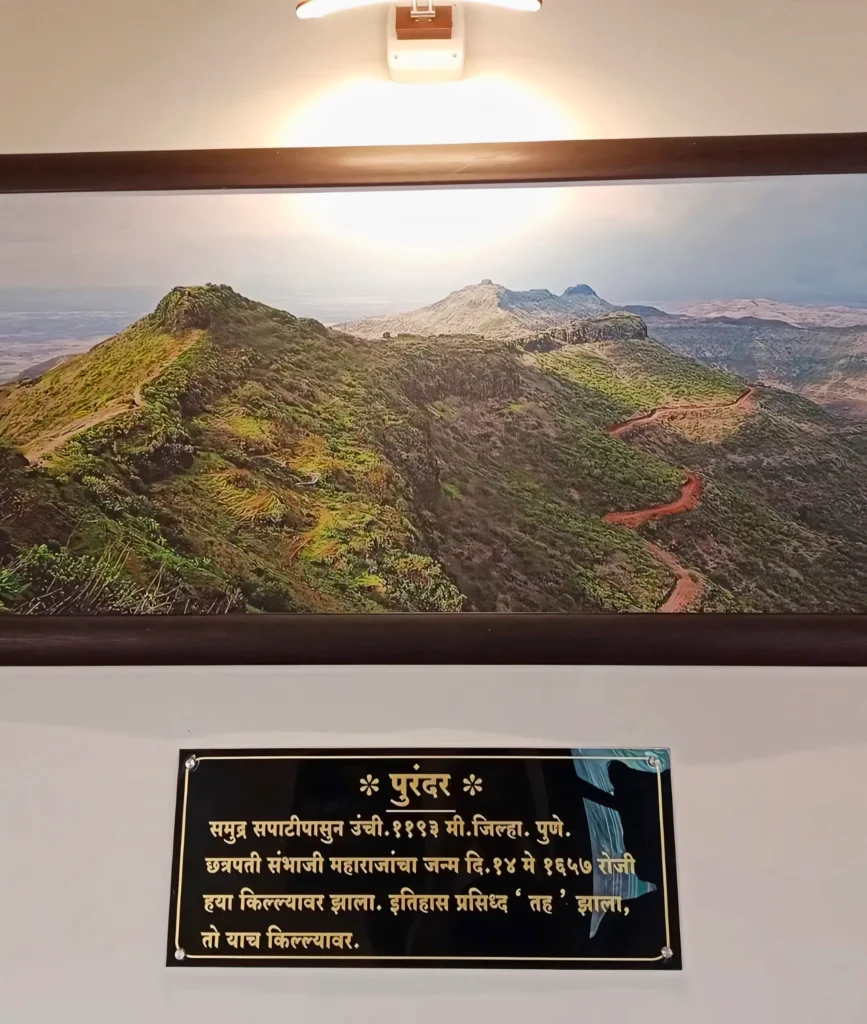 * पुरंदर *
समुद्र सपाटीपासुन उंची.११९३ मी.जिल्हा. पुणे.
छत्रपती संभाजी महाराजांचा जन्म दि.१४ मे १६५७ रोजी
हया किल्ल्यावर झाला. इतिहास प्रसिध्द ‘ तह ’ झाला,
तो याच किल्ल्यावर.